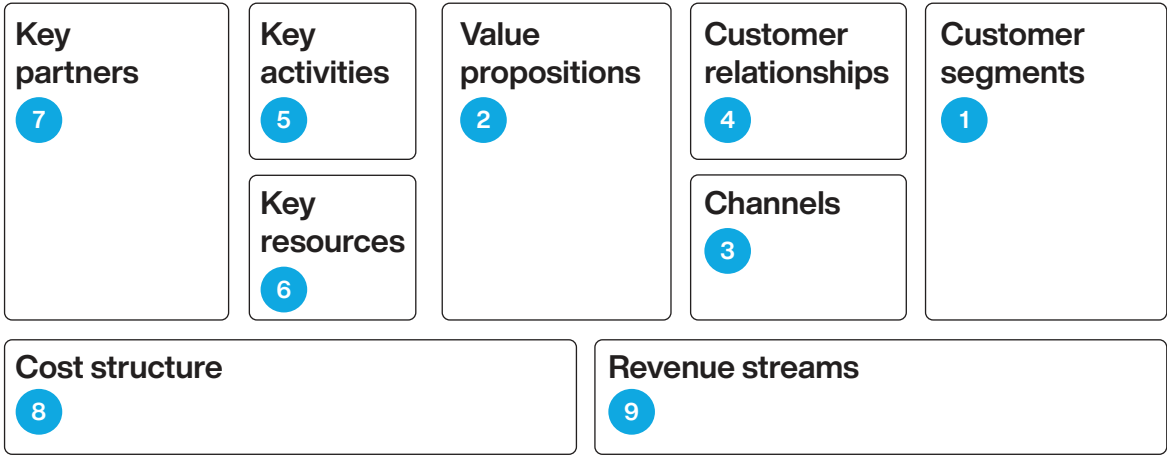 Key
partners
7
Key
activities
5
Key
resources
6
Value
propositions
2
Customer
relationships
4
Channels
3
Customer
segments
1
Cost structure
8
Revenue streams
9